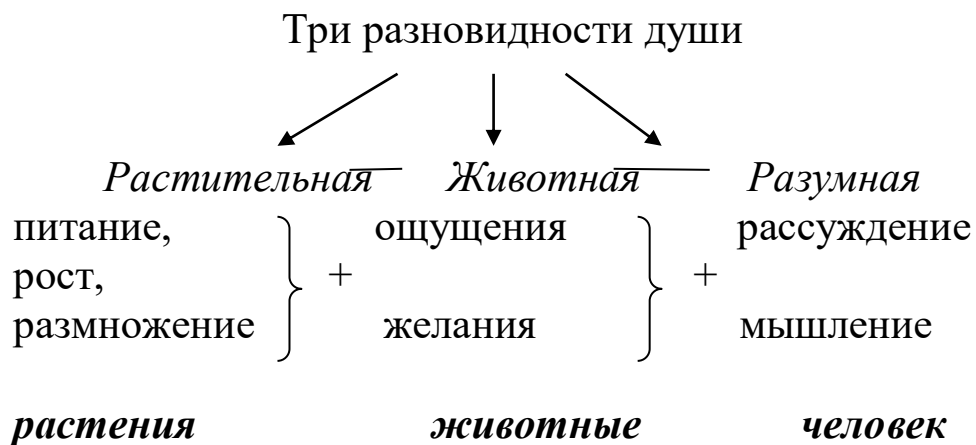 Три разновидности души
Растительная Животная Разумная
питание, ощущения рассуждение
рост, + +
размножение желания мышление
растения животные человек